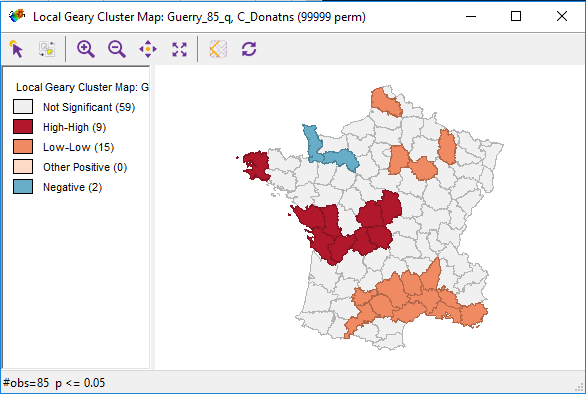 Local Geary Cluster Map: Guerry_85_q, C_Donatns (99999 perm)
Local Geary Cluster Map: G
Not Significant (59)
High-High (9)
Low-Low (15)
Other Positive (0)
Negative (2)
#obs=85 p <= 0.05